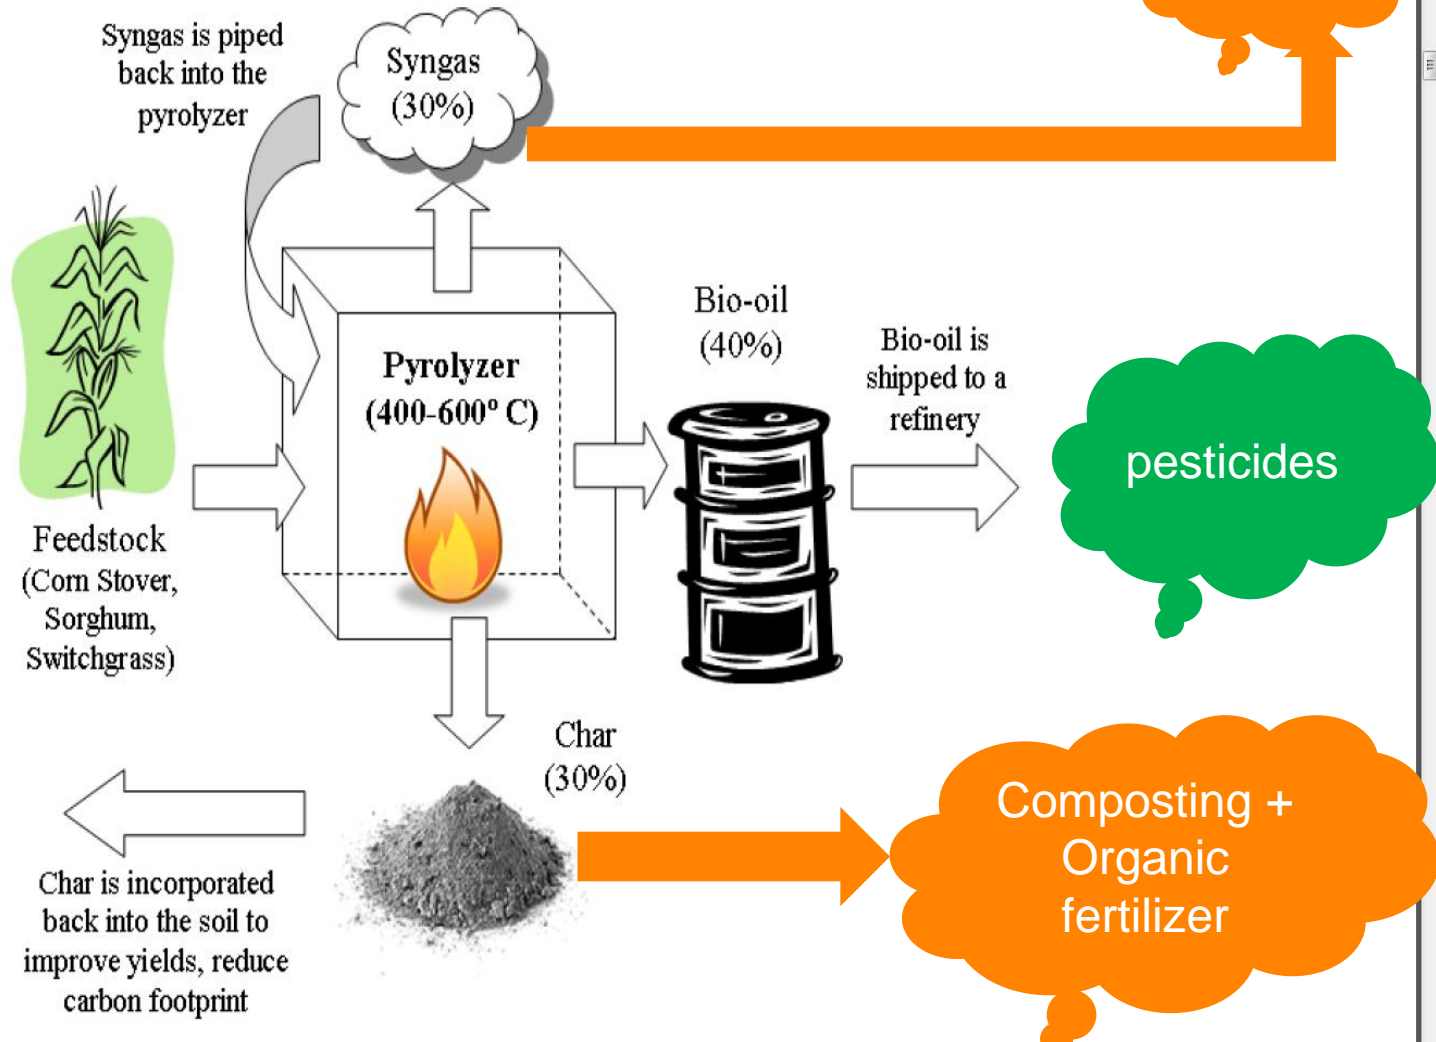 Syngas is piped
back into the
pyrolyzer
Syngas
(30%)
Pyrolyzer
(400-600º C)
Bio-oil
(40%)
Bio-oil is
shipped to a
refinery
pesticides
Feedstock
(Corn Stover,
Sorghum,
Switchgrass)
Char
(30%)
Char is incorporated
back into the soil to
improve yields, reduce
carbon footprint
Composting +
Organic
fertilizer